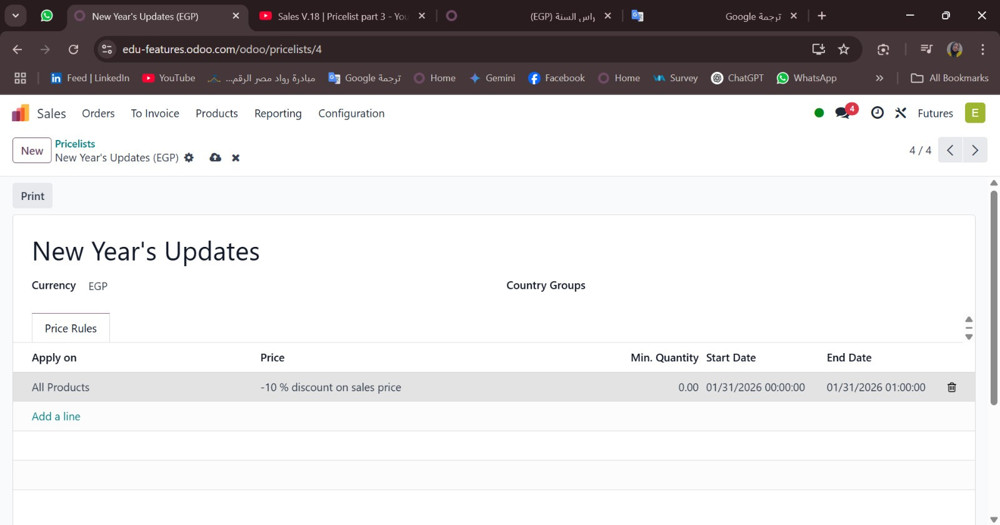 New Year's Updates (EGP)
Sales V.18 | Pricelist part 3 - You
راس السنة (EGP)
ترجمة Google
edu-features.odoo.com/odoo/pricelists/4
Feed | LinkedIn
YouTube
مبادرة رواد مصر الرقم...
ترجمة Google
Home
Gemini
Facebook
Home
Survey
ChatGPT
WhatsApp
»
All Bookmarks
Sales
Orders
To Invoice
Products
Reporting
Configuration
4
Futures
E
New
Pricelists
New Year's Updates (EGP)
4 / 4
Print
New Year's Updates
Currency EGP
Country Groups
Price Rules
Apply on Price Min. Quantity Start Date End Date
All Products -10 % discount on sales price 0.00 01/31/2026 00:00:00 01/31/2026 01:00:00
Add a line